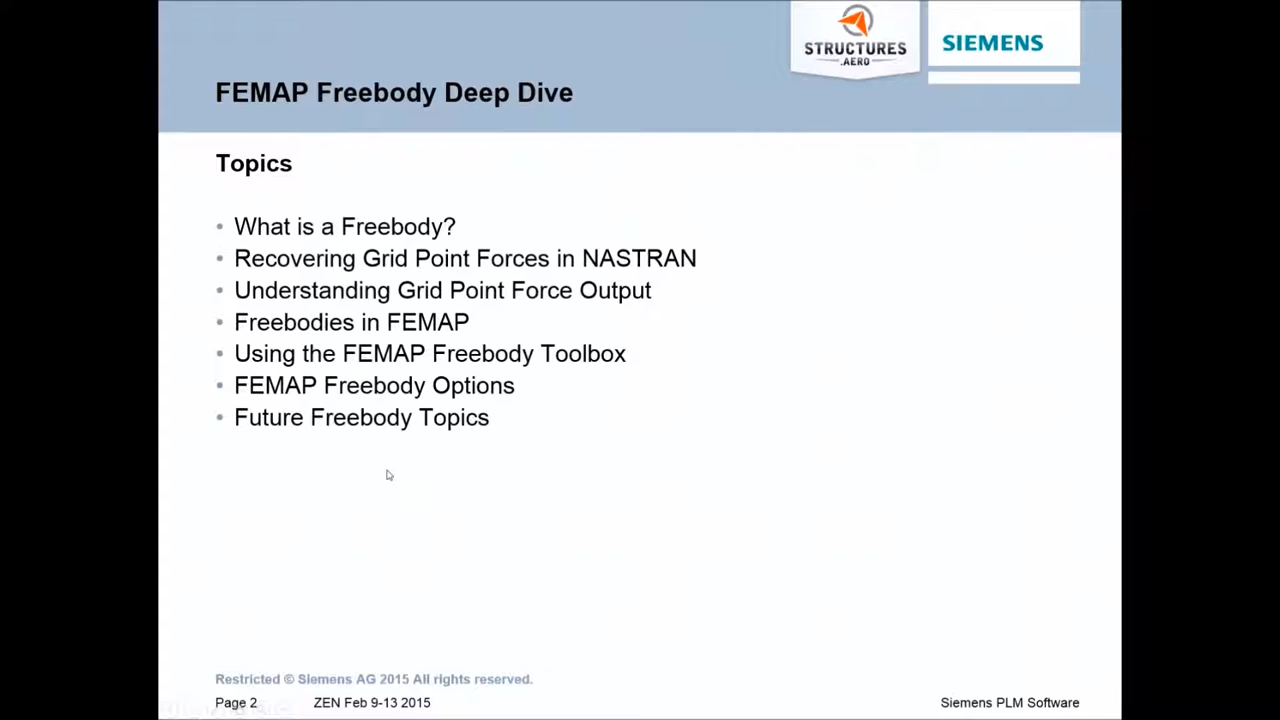 STRUCTURES
.AERO
SIEMENS
FEMAP Freebody Deep Dive
Topics
• What is a Freebody?
• Recovering Grid Point Forces in NASTRAN
• Understanding Grid Point Force Output
• Freebodies in FEMAP
• Using the FEMAP Freebody Toolbox
• FEMAP Freebody Options
• Future Freebody Topics
Restricted © Siemens AG 2015 All rights reserved.
Page 2 ZEN Feb 9-13 2015 Siemens PLM Software